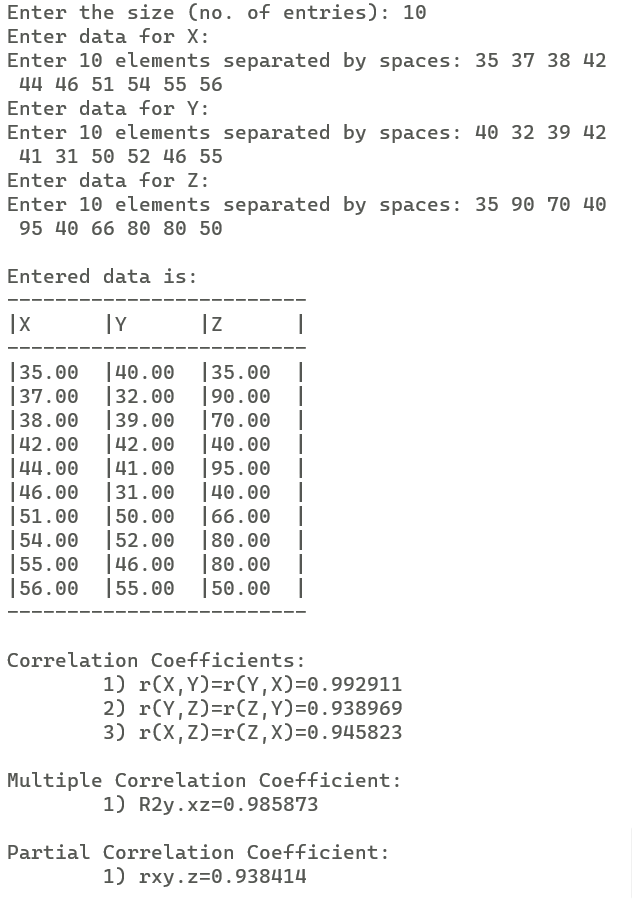 Enter the size (no. of entries): 10
Enter data for X:
Enter 10 elements separated by spaces: 35 37 38 42
 44 46 51 54 55 56
Enter data for Y:
Enter 10 elements separated by spaces: 40 32 39 42
 41 31 50 52 46 55
Enter data for Z:
Enter 10 elements separated by spaces: 35 90 70 40
 95 40 66 80 80 50

Entered data is:
-------------------------
|X      |Y      |Z      |
-------------------------
|35.00  |40.00  |35.00  |
|37.00  |32.00  |90.00  |
|38.00  |39.00  |70.00  |
|42.00  |42.00  |40.00  |
|44.00  |41.00  |95.00  |
|46.00  |31.00  |40.00  |
|51.00  |50.00  |66.00  |
|54.00  |52.00  |80.00  |
|55.00  |46.00  |80.00  |
|56.00  |55.00  |50.00  |
-------------------------

Correlation Coefficients:
        1) r(X,Y)=r(Y,X)=0.992911
        2) r(Y,Z)=r(Z,Y)=0.938969
        3) r(X,Z)=r(Z,X)=0.945823

Multiple Correlation Coefficient:
        1) R2y.xz=0.985873

Partial Correlation Coefficient:
        1) rxy.z=0.938414